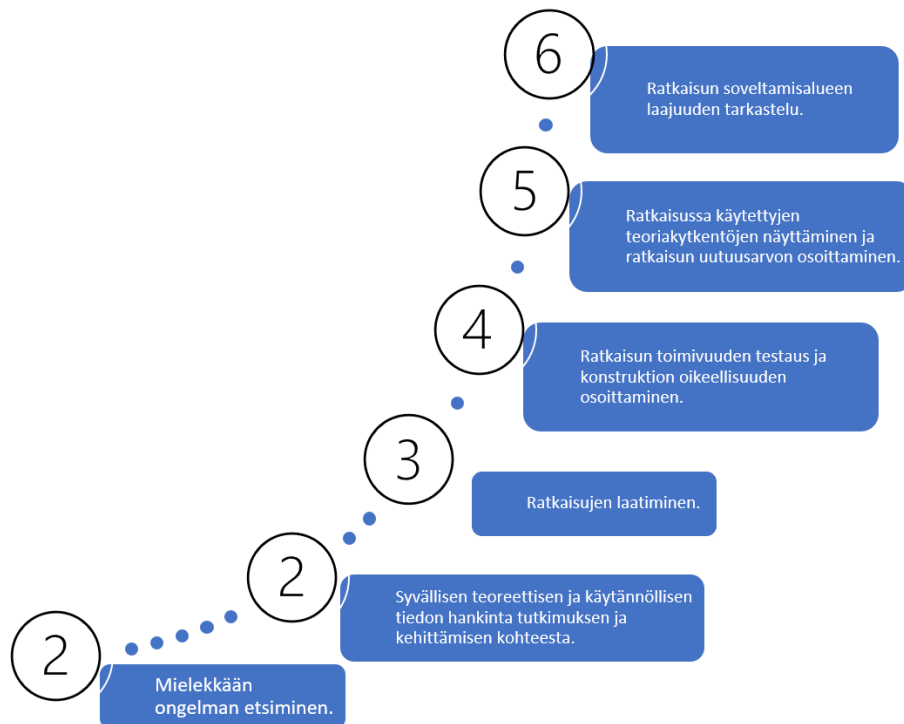 6
Ratkaisun soveltamisalueen
laajuuden tarkastelu.
5
Ratkaisussa käytettyjen
teoriakytkentöjen näyttäminen ja
ratkaisun uutuusarvon osoittaminen.
4
Ratkaisun toimivuuden testaus ja
konstruktion oikeellisuuden
osoittaminen.
3
Ratkaisujen laatiminen.
2
Syvällisen teoreettisen ja käytännöllisen
tiedon hankinta tutkimuksen ja
kehittämisen kohteesta.
2
Mielekkään
ongelman etsiminen.